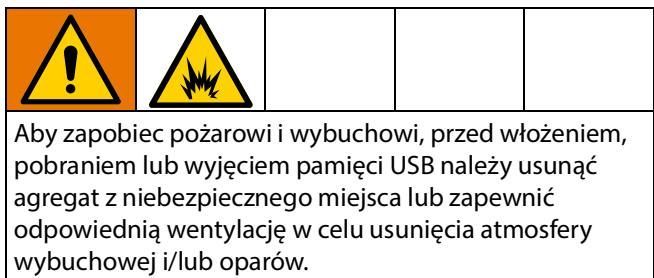 Aby zapobiec pożarowi i wybuchowi, przed włożeniem,
pobraniem lub wyjęciem pamięci USB należy usunąć
agregat z niebezpiecznego miejsca lub zapewnić
odpowiednią wentylację w celu usunięcia atmosfery
wybuchowej i/lub oparów.